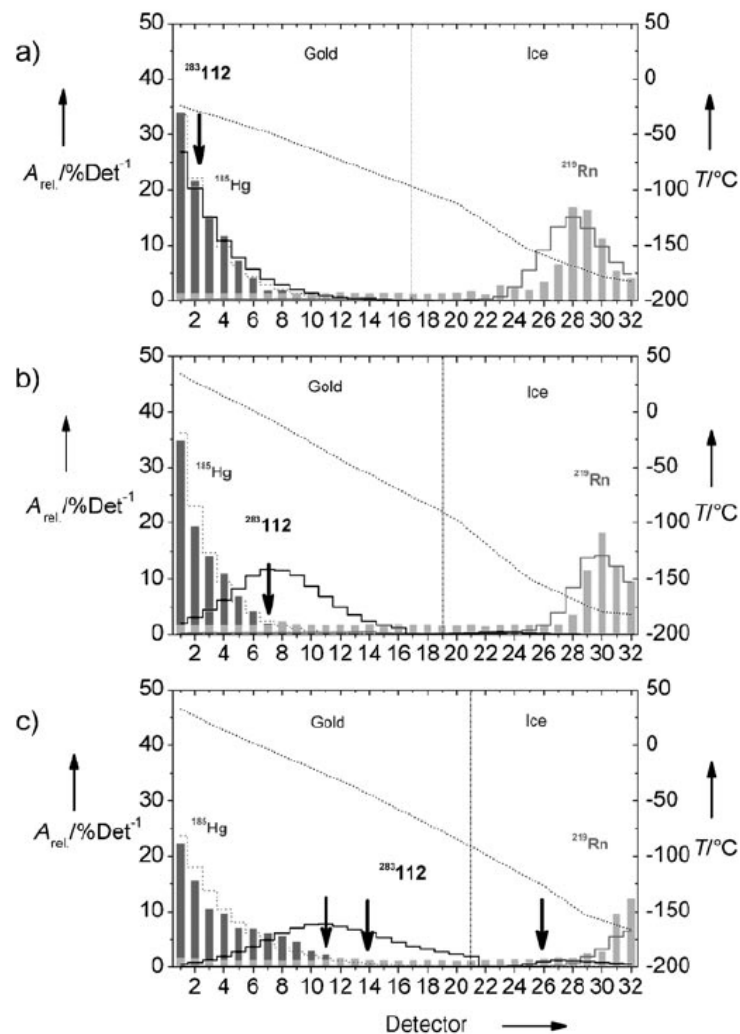 a)
50 40 30 20 10 0
A rel./%Det⁻¹
²⁸³112
¹⁸⁵Hg
Gold
Ice
²¹⁹Rn
50 0 -50 -100 -150 -200
T/°C
2 4 6 8 10 12 14 16 18 20 22 24 26 28 30 32
b)
50 40 30 20 10 0
A rel./%Det⁻¹
¹⁸⁵Hg
²⁸³112
Gold
Ice
²¹⁹Rn
50 0 -50 -100 -150 -200
T/°C
2 4 6 8 10 12 14 16 18 20 22 24 26 28 30 32
c)
50 40 30 20 10 0
A rel./%Det⁻¹
¹⁸⁵Hg
Gold
²⁸³112
Ice
²¹⁹Rn
50 0 -50 -100 -150 -200
T/°C
2 4 6 8 10 12 14 16 18 20 22 24 26 28 30 32
Detector